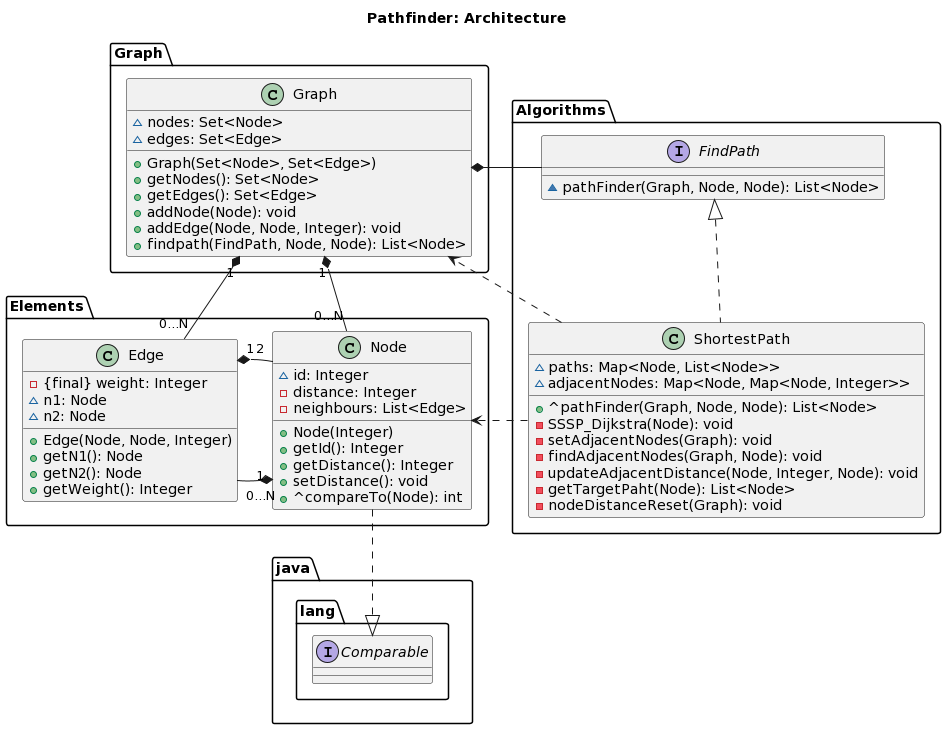 Pathfinder: Architecture
Graph
C Graph
nodes: Set<Node>
edges: Set<Edge>
Graph(Set<Node>, Set<Edge>)
getNodes(): Set<Node>
getEdges(): Set<Edge>
addNode(Node): void
addEdge(Node, Node, Integer): void
findpath(FindPath, Node, Node): List<Node>
Algorithms
I FindPath
pathFinder(Graph, Node, Node): List<Node>
1
1
0...N
0...N
Elements
C Edge
{final} weight: Integer
n1: Node
n2: Node
Edge(Node, Node, Integer)
getN1(): Node
getN2(): Node
getWeight(): Integer
1
2
1
0...N
C Node
id: Integer
distance: Integer
neighbours: List<Edge>
Node(Integer)
getId(): Integer
getDistance(): Integer
setDistance(): void
^compareTo(Node): int
C ShortestPath
paths: Map<Node, List<Node>>
adjacentNodes: Map<Node, Map<Node, Integer>>
^pathFinder(Graph, Node, Node): List<Node>
SSSP_Dijkstra(Node): void
setAdjacentNodes(Graph): void
findAdjacentNodes(Graph, Node): void
updateAdjacentDistance(Node, Integer, Node): void
getTargetPaht(Node): List<Node>
nodeDistanceReset(Graph): void
java
lang
I Comparable